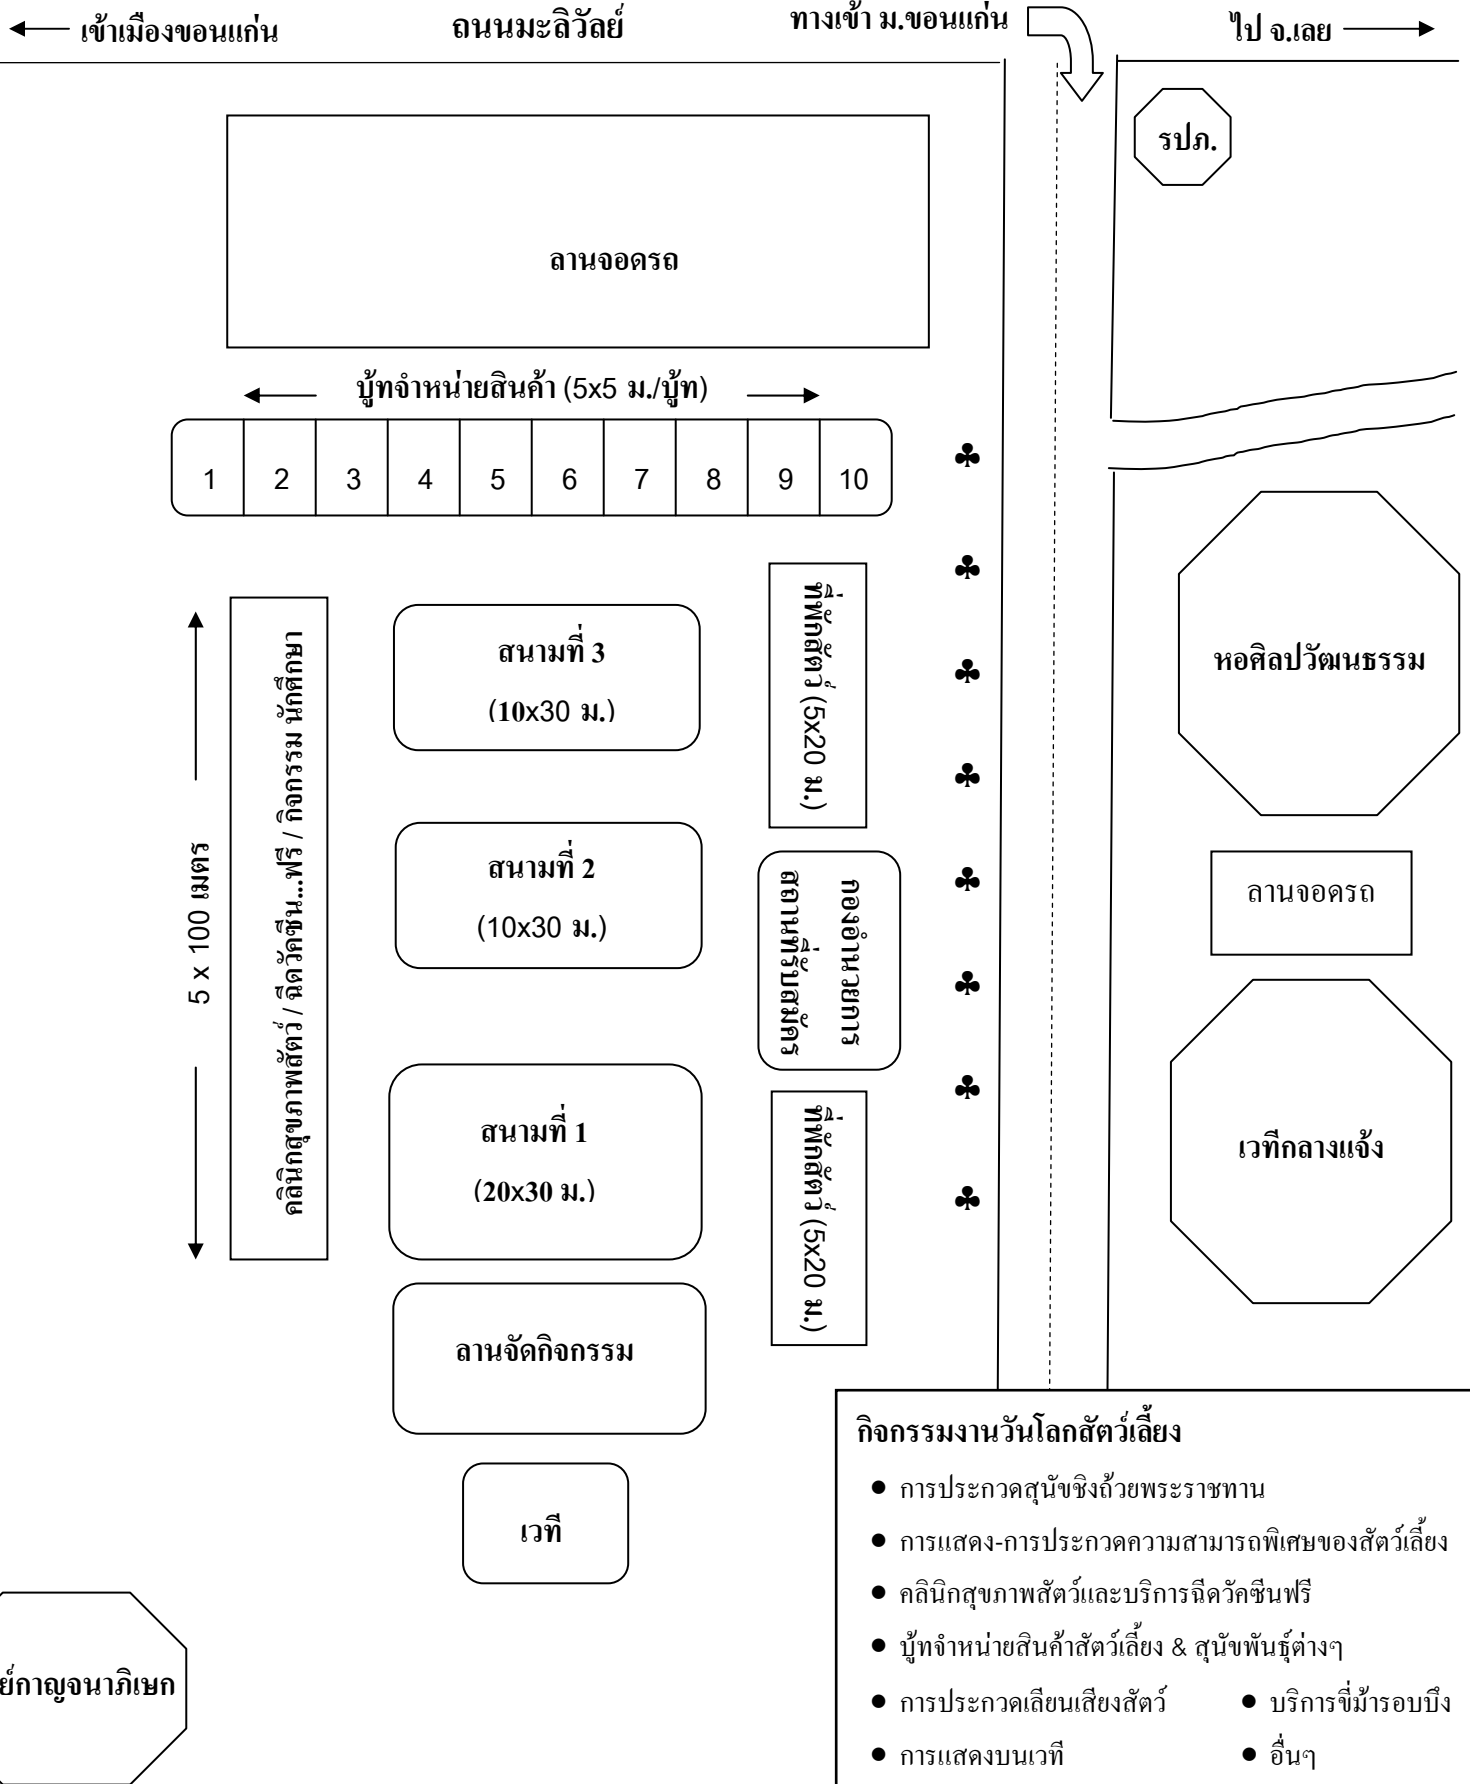 เข้าเมืองขอนแก่น ถนนมะลิวัลย์ ทางเข้า ม.ขอนแก่น ไป จ.เลย
รปภ.
ลานจอดรถ
บู้ทจำหน่ายสินค้า (5x5 ม./บู้ท)
1 2 3 4 5 6 7 8 9 10
5 x 100 เมตร
คลินิกสุขภาพสัตว์ / ฉีดวัคซีน...ฟรี / กิจกรรม นักศึกษา
สนามที่ 3
(10x30 ม.)
ที่พักสัตว์ (5x20 ม.)
หอศิลปวัฒนธรรม
สนามที่ 2
(10x30 ม.)
กองอำนวยการ
สถานที่รับสมัคร
ลานจอดรถ
สนามที่ 1
(20x30 ม.)
ที่พักสัตว์ (5x20 ม.)
เวทีกลางแจ้ง
ลานจัดกิจกรรม
เวที
ย์กาญจนาภิเษก
กิจกรรมงานวันโลกสัตว์เลี้ยง
● การประกวดสุนัขชิงถ้วยพระราชทาน
● การแสดง-การประกวดความสามารถพิเศษของสัตว์เลี้ยง
● คลินิกสุขภาพสัตว์และบริการฉีดวัคซีนฟรี
● บู้ทจำหน่ายสินค้าสัตว์เลี้ยง & สุนัขพันธุ์ต่างๆ
● การประกวดเลียนเสียงสัตว์ ● บริการขี่ม้ารอบบึง
● การแสดงบนเวที ● อื่นๆ